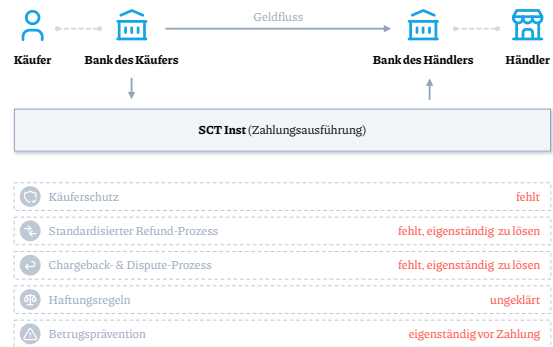 Geldfluss
Käufer
Bank des Käufers
Bank des Händlers
Händler
SCT Inst (Zahlungsausführung)
Käuferschutz fehlt
Standardisierter Refund-Prozess fehlt, eigenständig zu lösen
Chargeback- & Dispute-Prozess fehlt, eigenständig zu lösen
Haftungsregeln ungeklärt
Betrugsprävention eigenständig vor Zahlung